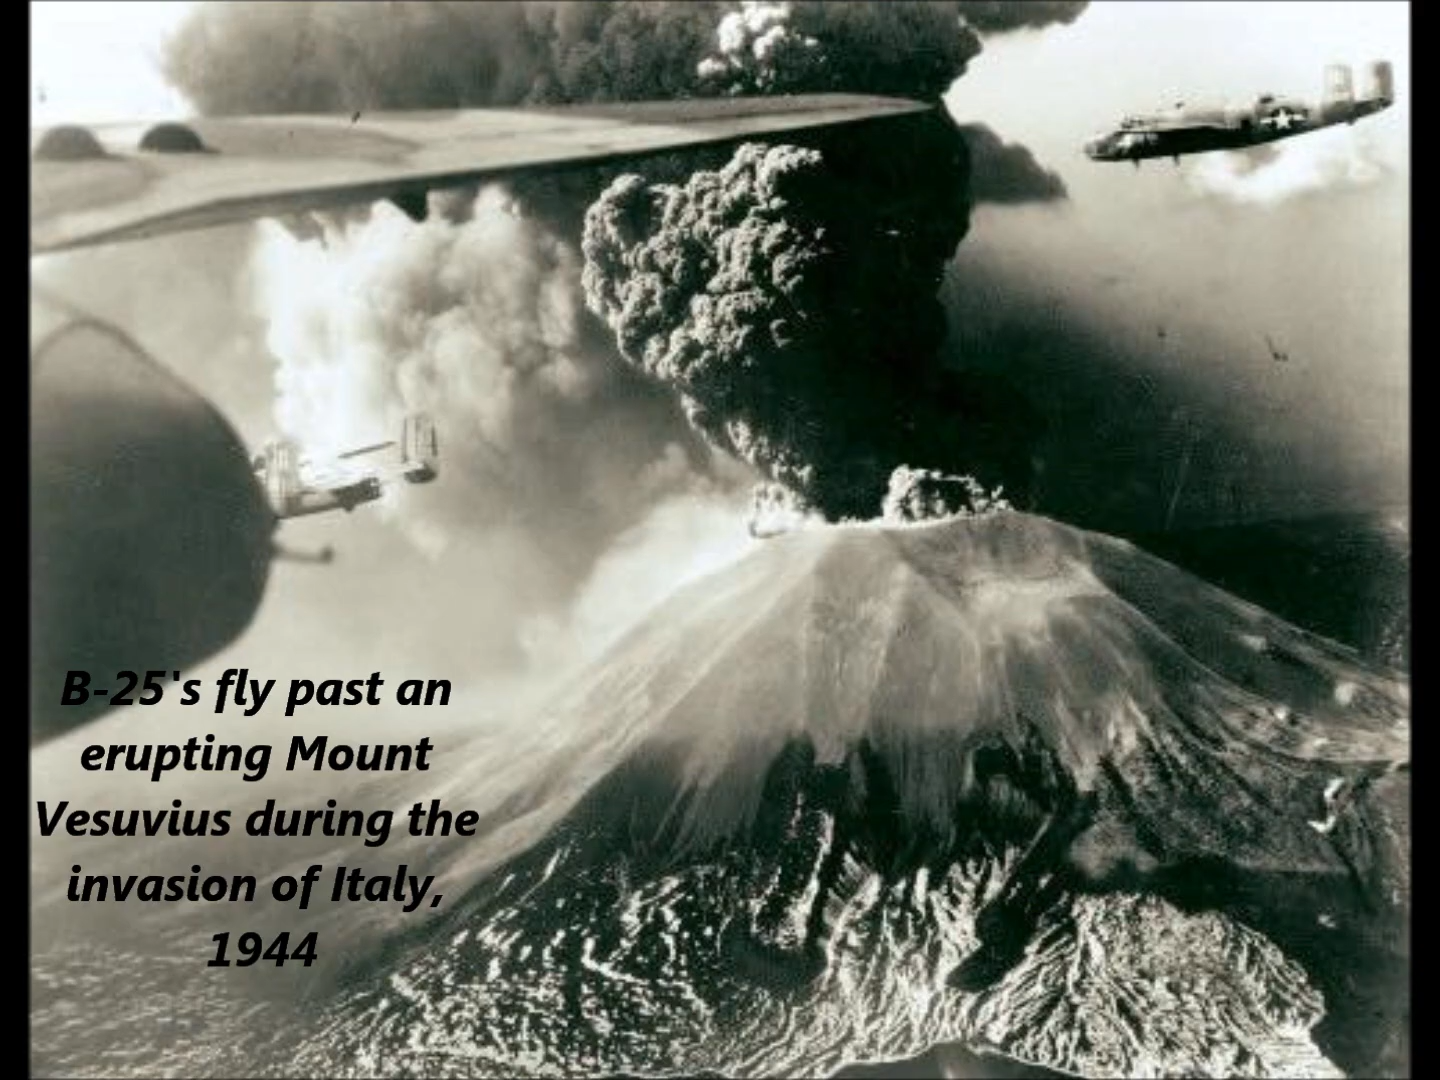 B-25's fly past an
erupting Mount
Vesuvius during the
invasion of Italy,
1944